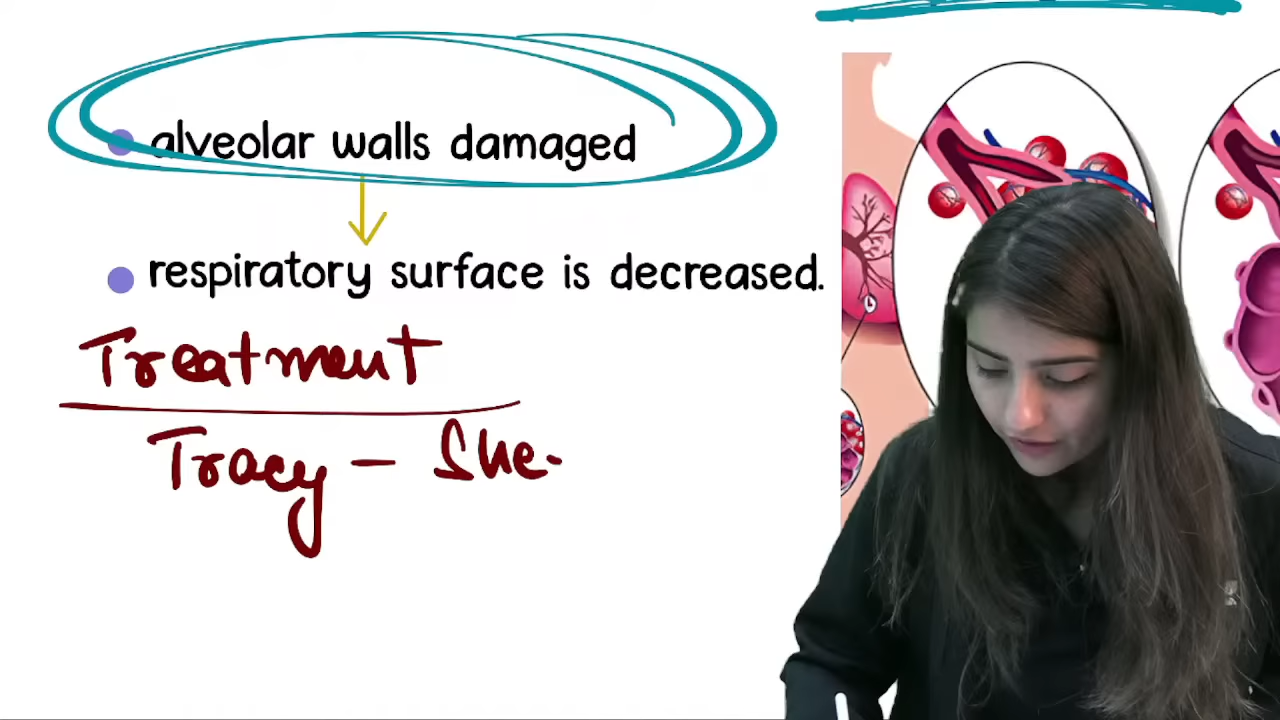 alveolar walls damaged
respiratory surface is decreased.
Treatment
Tracy – She.